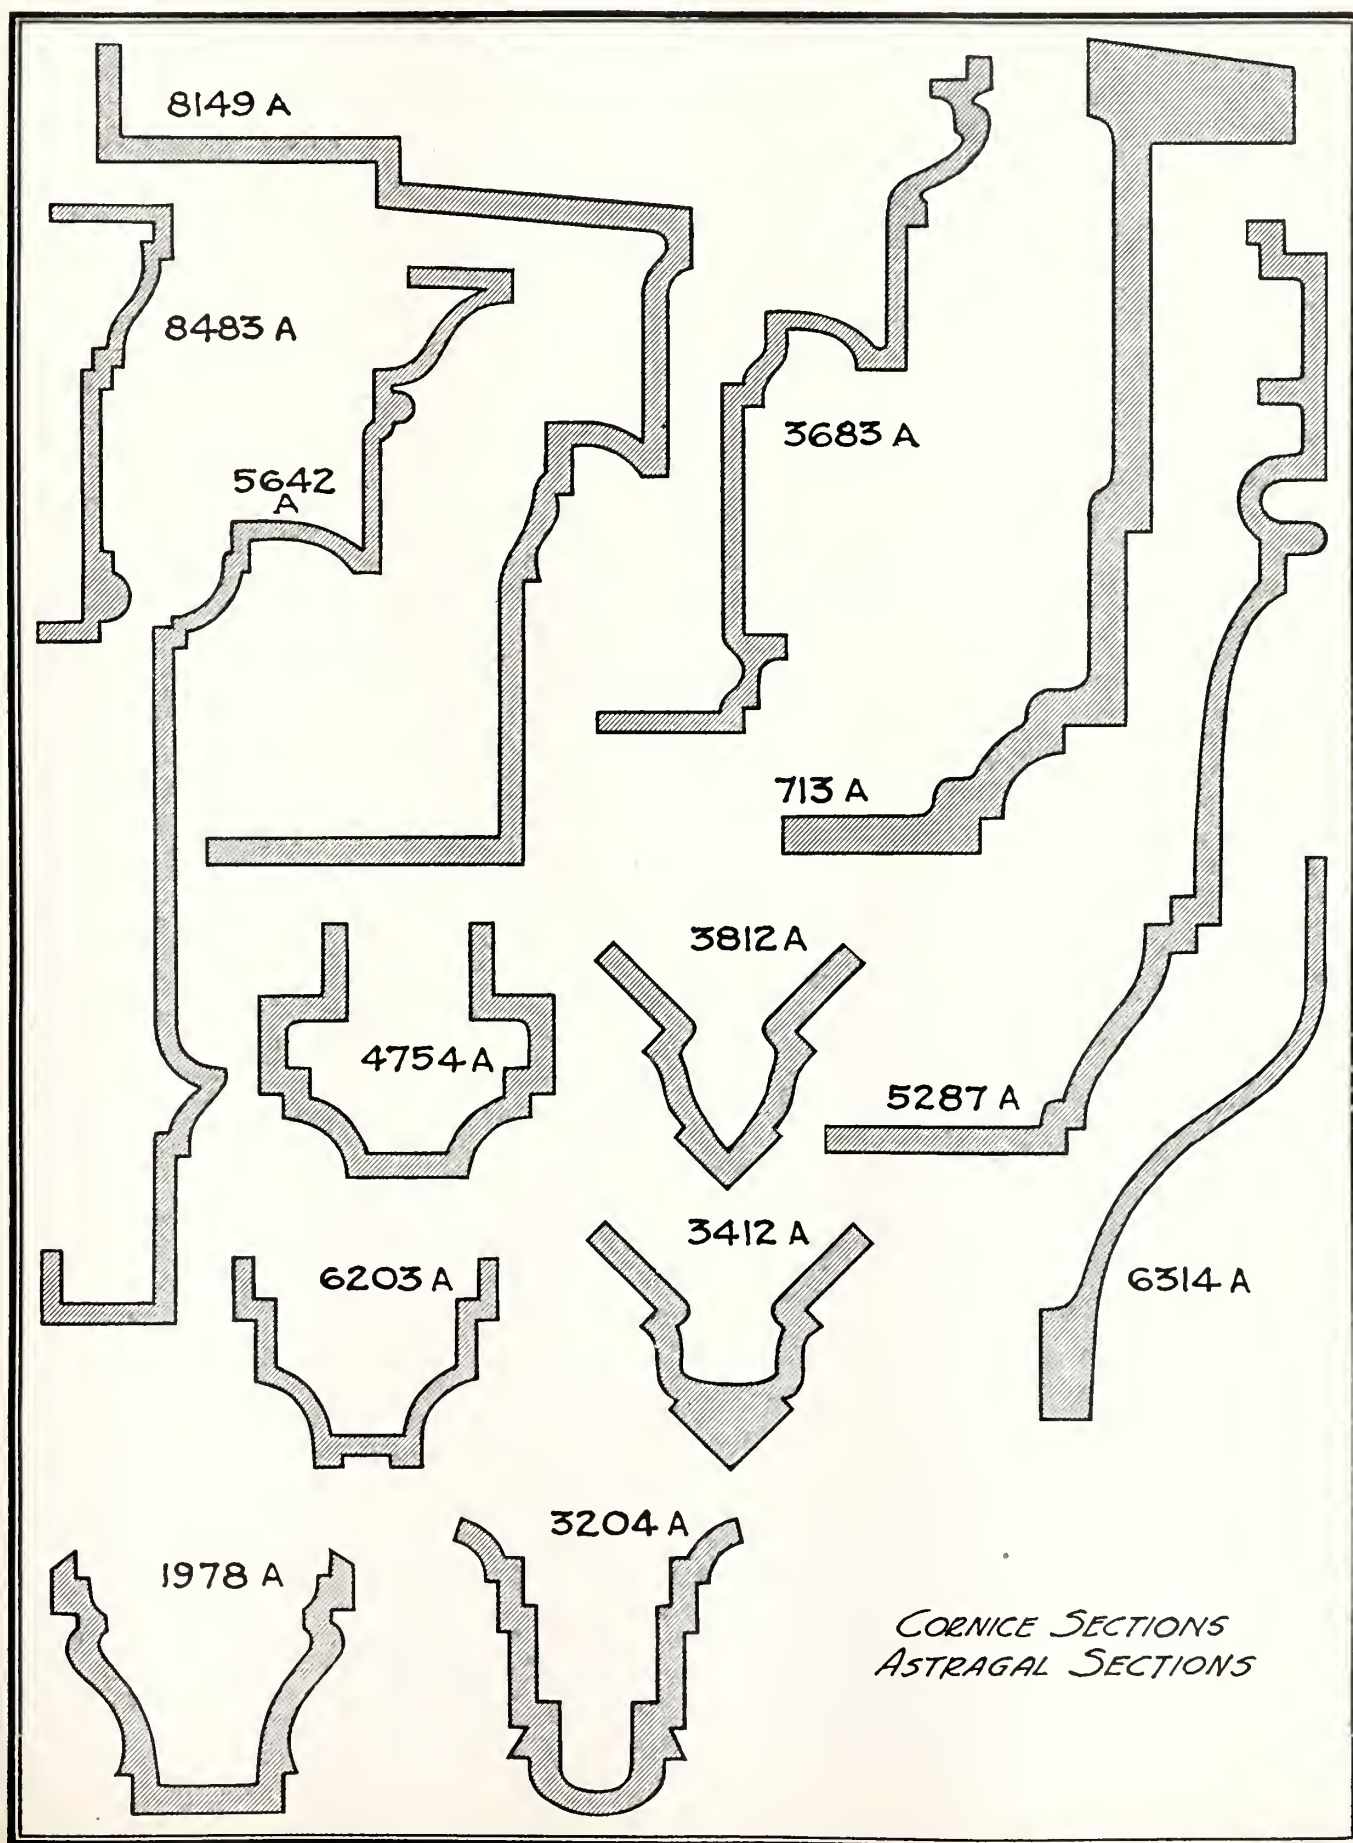 8149 A
8483 A
5642
A
3683 A
713 A
3812 A
4754 A
5287 A
3412 A
6203 A
6314 A
3204 A
1978 A
CORNICE SECTIONS
ASTRAGAL SECTIONS